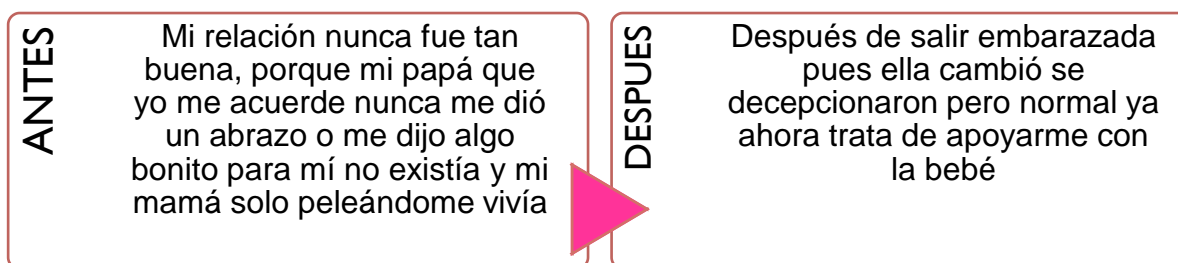 ANTES
Mi relación nunca fue tan
buena, porque mi papá que
yo me acuerde nunca me dió
un abrazo o me dijo algo
bonito para mí no existía y mi
mamá solo peleándome vivía
DESPUES
Después de salir embarazada
pues ella cambió se
decepcionaron pero normal ya
ahora trata de apoyarme con
la bebé